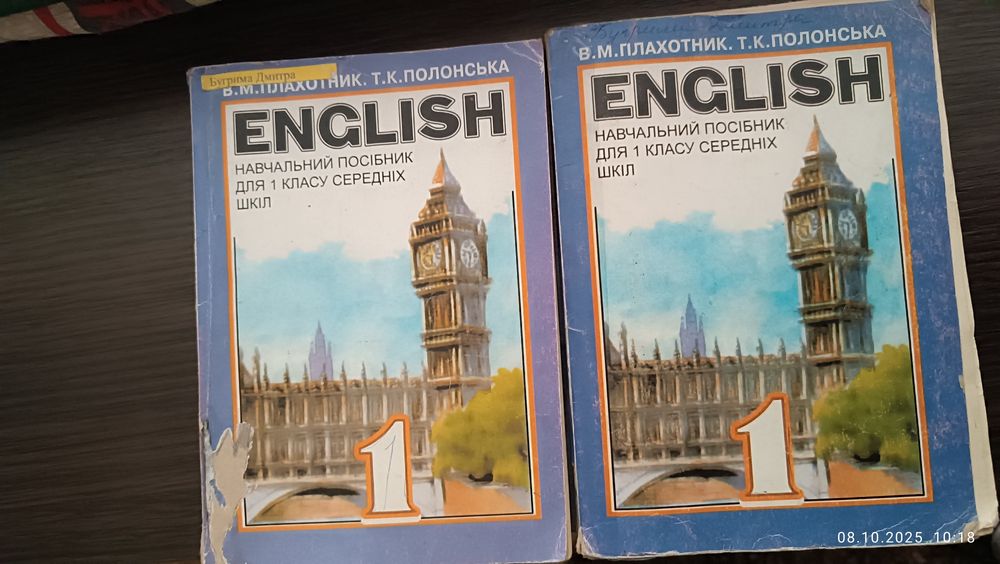 Бугрима Дмитра
В.М.ПЛАХОТНИК. Т.К.ПОЛОНСЬКА
ENGLISH
НАВЧАЛЬНИЙ ПОСІБНИК
ДЛЯ 1 КЛАСУ СЕРЕДНІХ
ШКІЛ
1
В.М.ПЛАХОТНИК. Т.К.ПОЛОНСЬКА
ENGLISH
НАВЧАЛЬНИЙ ПОСІБНИК
ДЛЯ 1 КЛАСУ СЕРЕДНІХ
ШКІЛ
1
08.10.2025 10:18